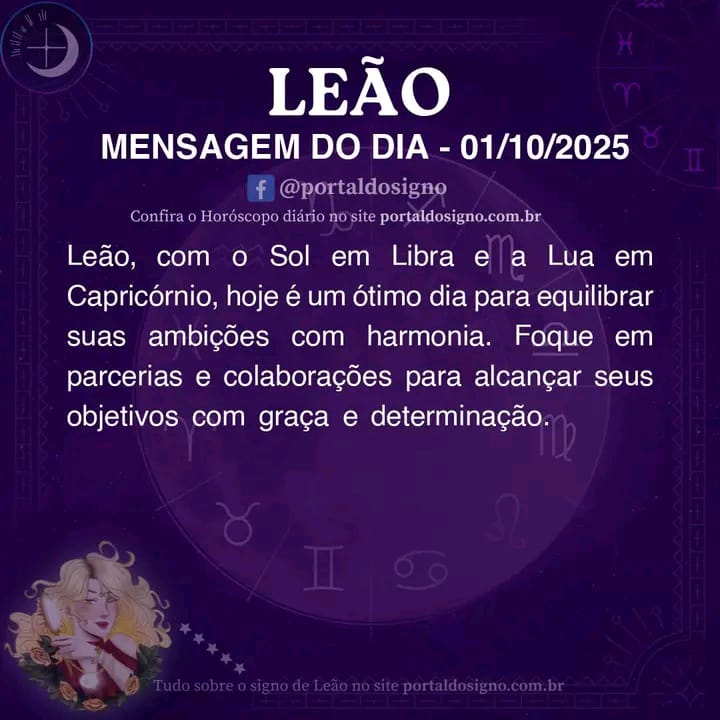 LEÃO
MENSAGEM DO DIA - 01/10/2025
@portaldosigno
Confira o Horóscopo diário no site portaldosigno.com.br
Leão, com o Sol em Libra e a Lua em
Capricórnio, hoje é um ótimo dia para equilibrar
suas ambições com harmonia. Foque em
parcerias e colaborações para alcançar seus
objetivos com graça e determinação.
Tudo sobre o signo de Leão no site portaldosigno.com.br